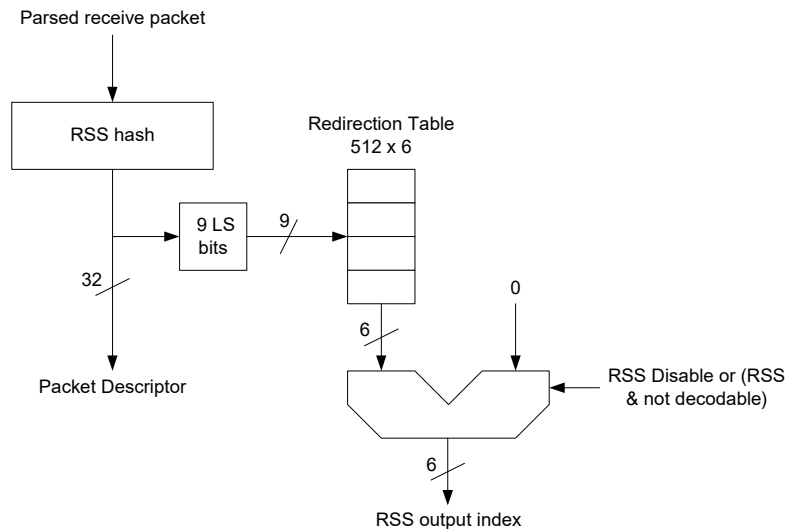 Parsed receive packet
RSS hash
Redirection Table
512 x 6
9 LS
bits
9
32
0
6
Packet Descriptor
RSS Disable or (RSS
& not decodable)
6
RSS output index